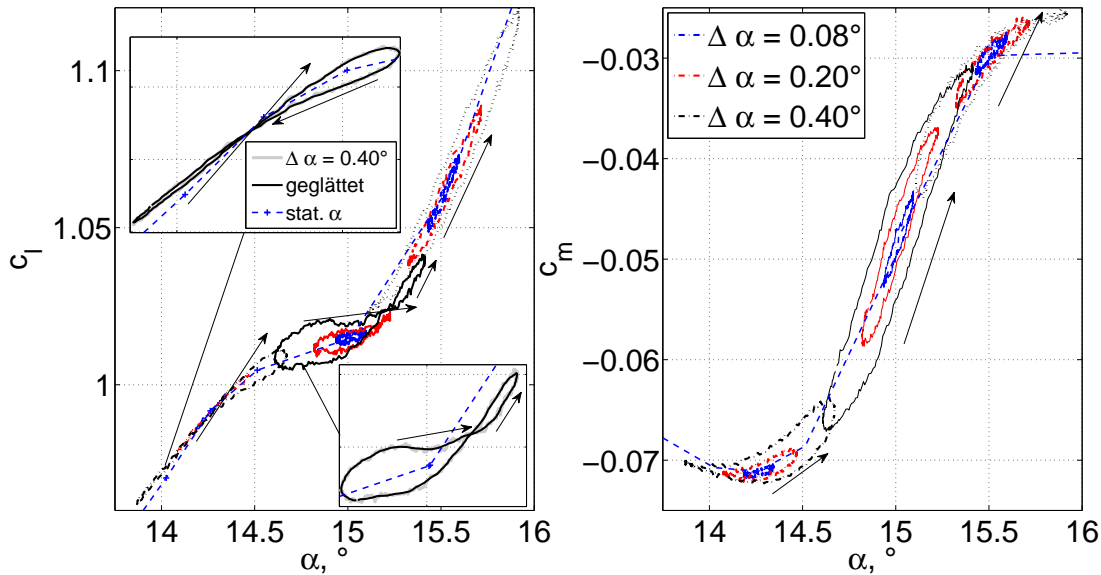 1.1
1.05
1
c_l
14
14.5
15
15.5
16
α, °
Δ α = 0.40°
geglättet
stat. α
−0.03
−0.04
−0.05
−0.06
−0.07
c_m
14
14.5
15
15.5
16
α, °
Δ α = 0.08°
Δ α = 0.20°
Δ α = 0.40°